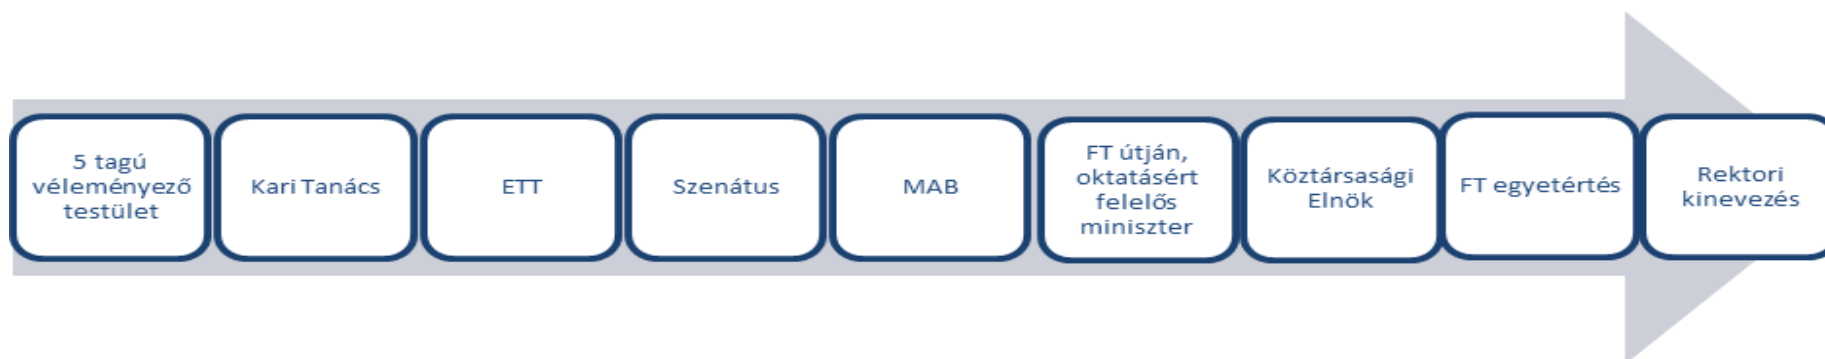 5 tagú
véleményező
testület
Kari Tanács
ETT
Szenátus
MAB
FT útján,
oktatásért
felelős
miniszter
Köztársasági
Elnök
FT egyetértés
Rektori
kinevezés